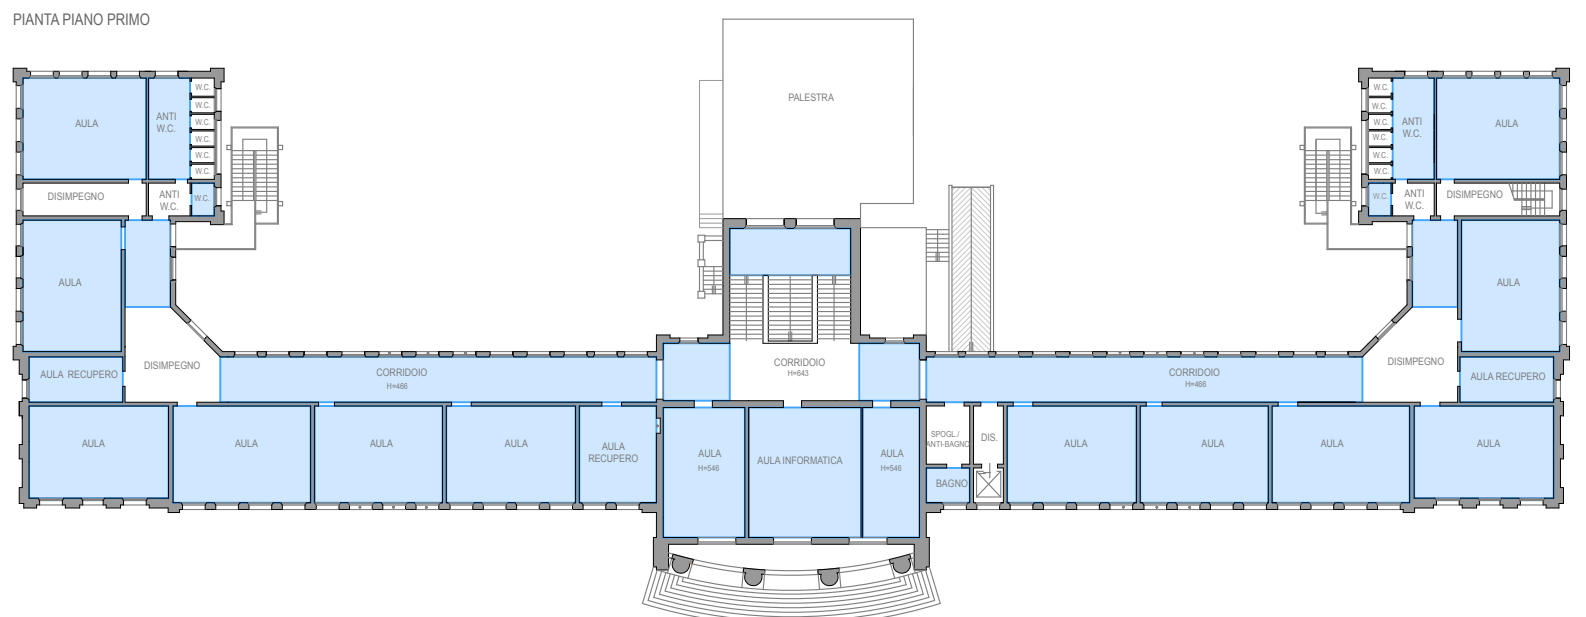 PIANTA PIANO PRIMO
PALESTRA
AULA
ANTI
W.C.
W.C.
W.C.
W.C.
W.C.
W.C.
W.C.
DISIMPEGNO
ANTI
W.C.
W.C.
AULA
AULA RECUPERO
DISIMPEGNO
CORRIDOIO
H=466
AULA
AULA
AULA
AULA
AULA
RECUPERO
CORRIDOIO
H=643
AULA
H=546
AULA INFORMATICA
AULA
H=546
CORRIDOIO
H=466
SPOGL./
ANTI-BAGNO
DIS.
BAGNO
AULA
AULA
AULA
AULA
W.C.
W.C.
W.C.
W.C.
W.C.
W.C.
ANTI
W.C.
AULA
W.C.
ANTI
W.C.
DISIMPEGNO
AULA
DISIMPEGNO
AULA RECUPERO